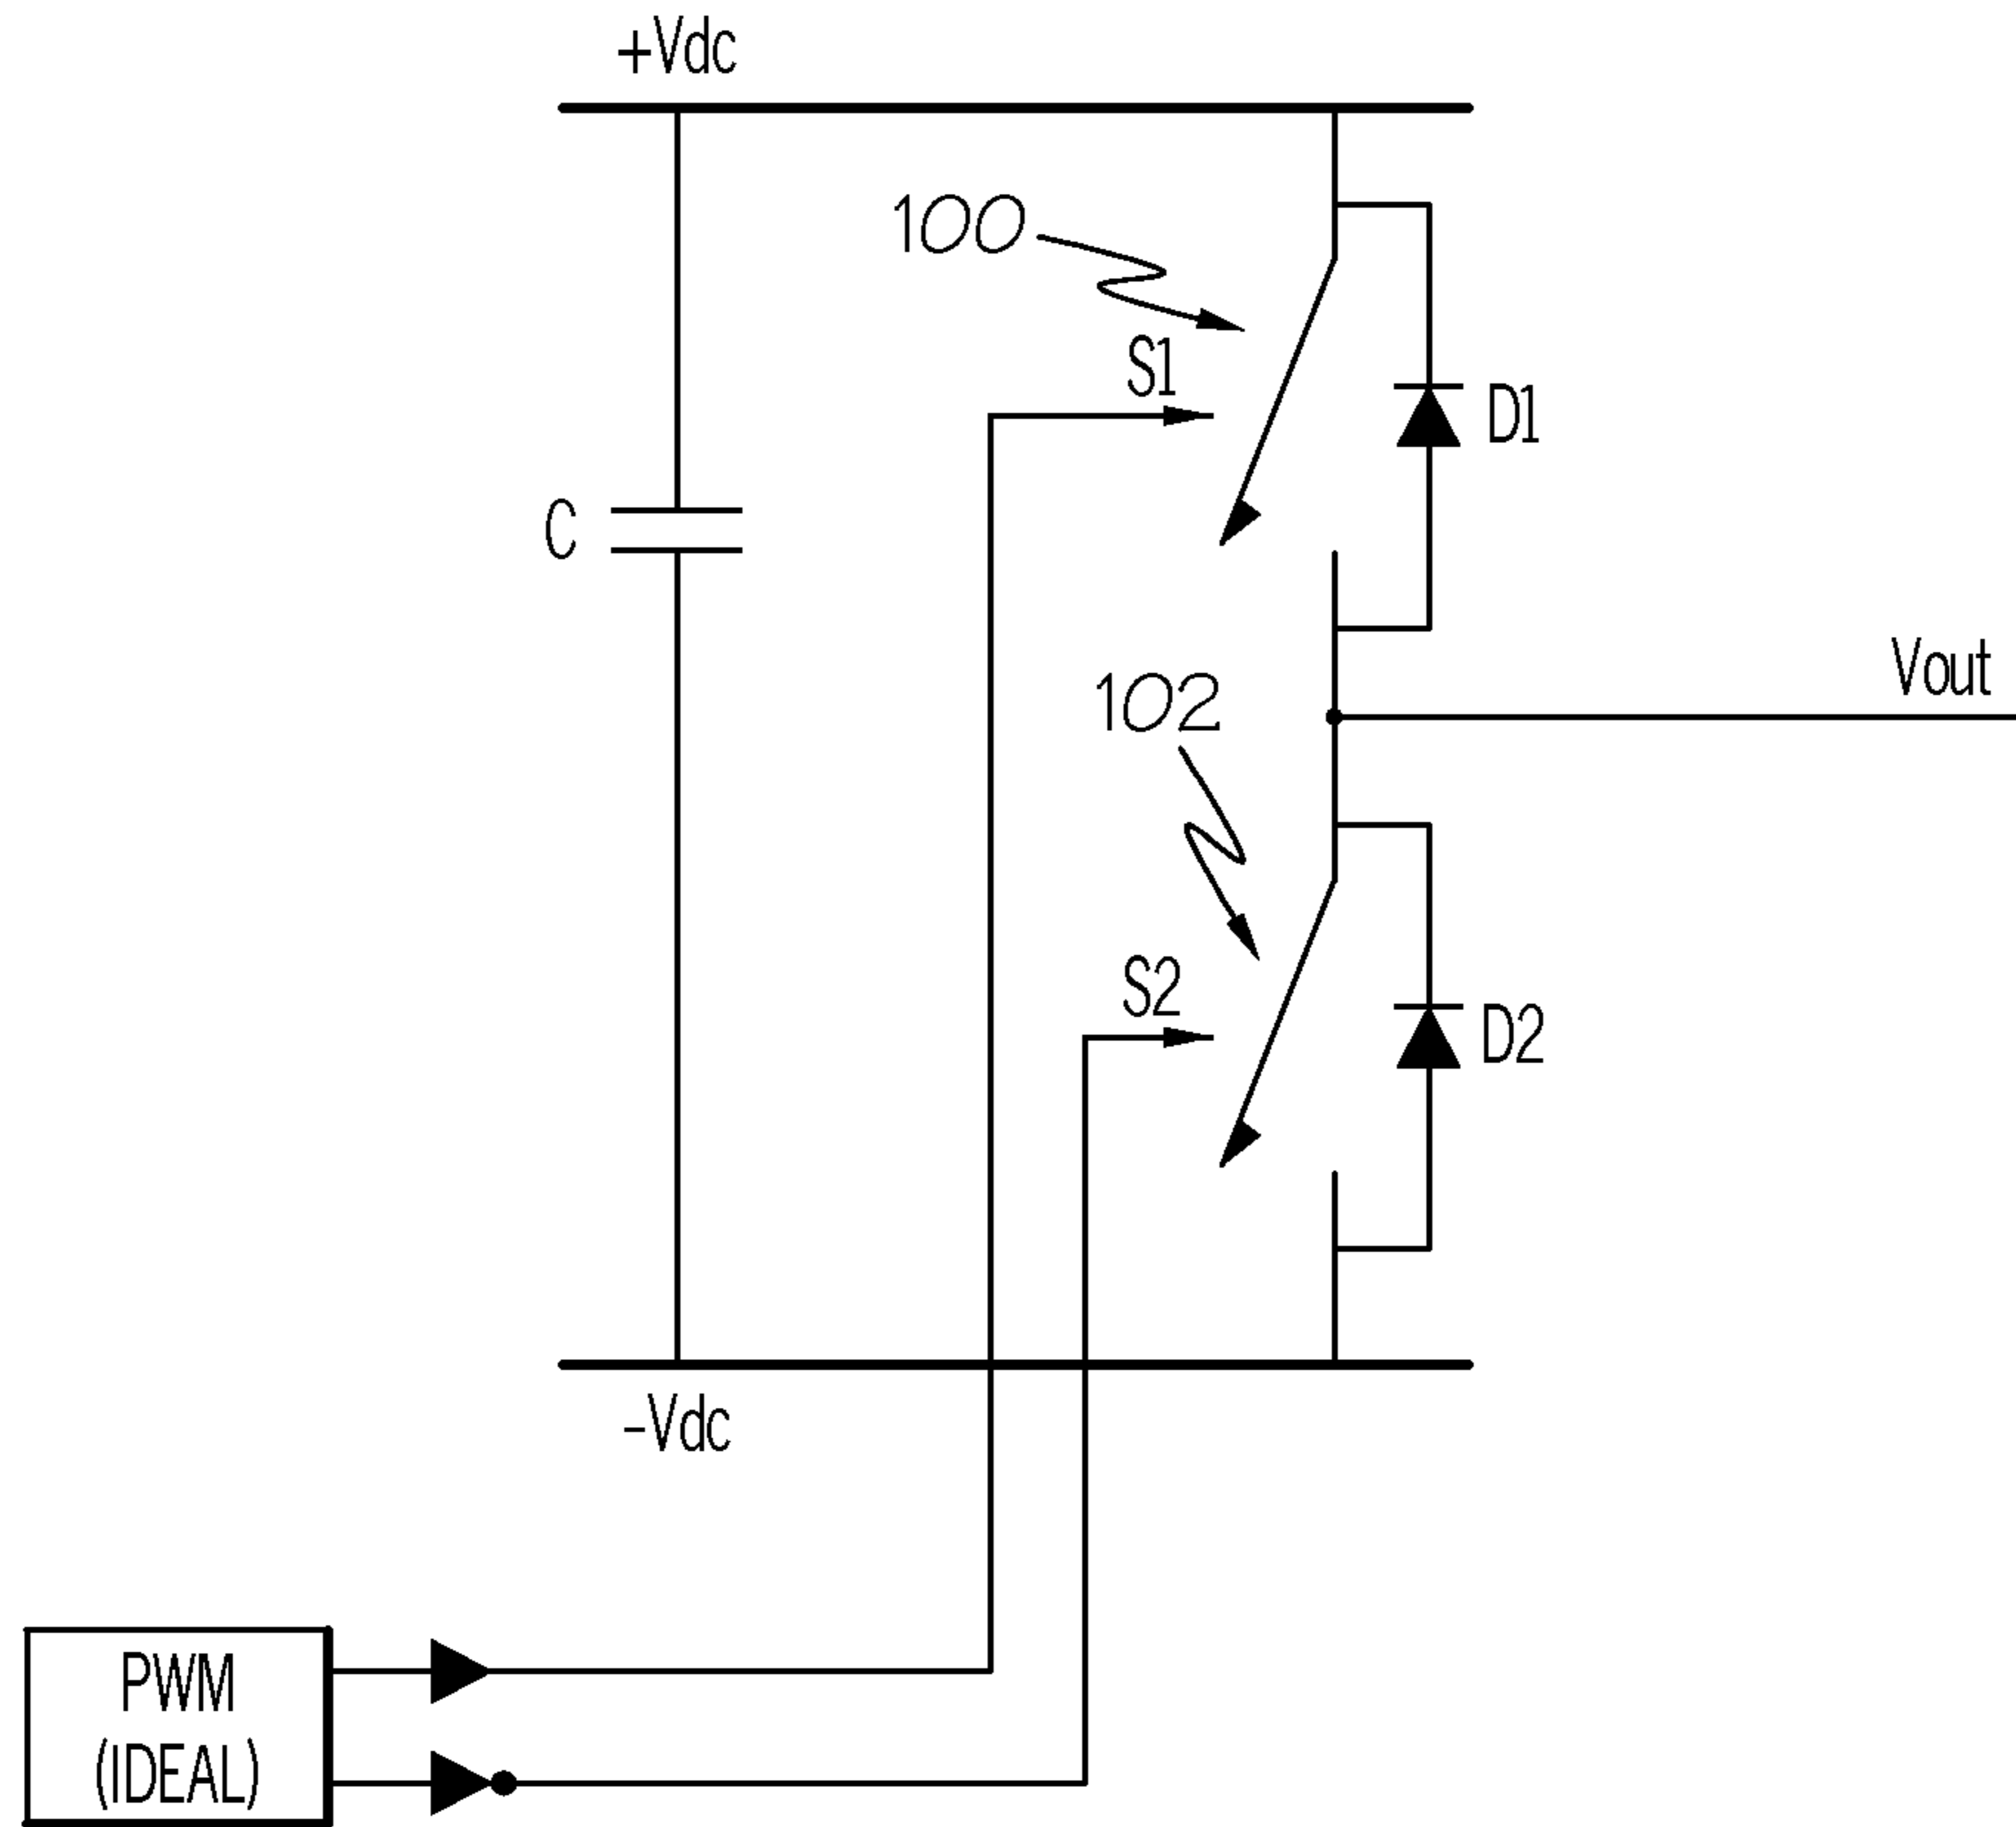 +Vdc
100
S1
D1
C
Vout
102
S2
D2
-Vdc
PWM
(IDEAL)